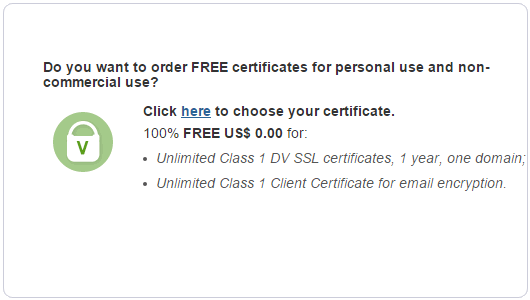 Do you want to order FREE certificates for personal use and non-
commercial use?
Click here to choose your certificate.
100% FREE US$ 0.00 for:
• Unlimited Class 1 DV SSL certificates, 1 year, one domain;
• Unlimited Class 1 Client Certificate for email encryption.
V